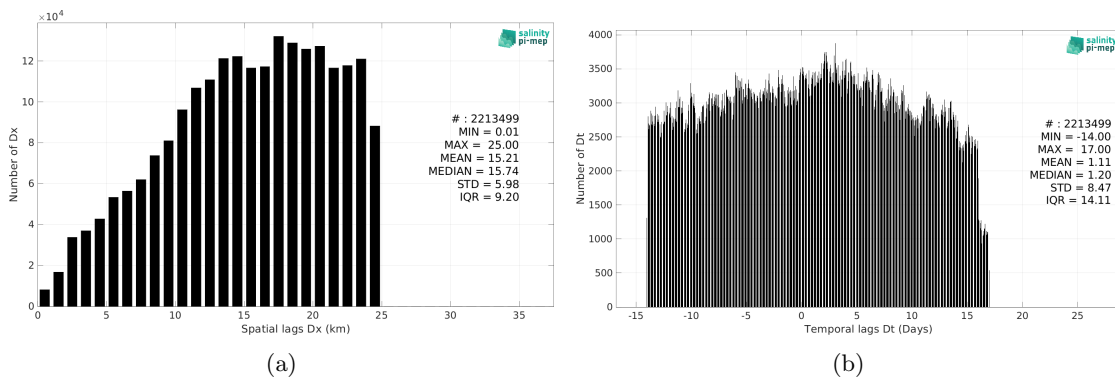 ×10⁴
12
10
8
6
4
2
0
0 5 10 15 20 25 30 35
Number of Dx
Spatial lags Dx (km)
salinity
pi-mep
# : 2213499
MIN = 0.01
MAX = 25.00
MEAN = 15.21
MEDIAN = 15.74
STD = 5.98
IQR = 9.20
(a)
4000
3500
3000
2500
2000
1500
1000
500
0
-15 -10 -5 0 5 10 15 20 25
Number of Dt
Temporal lags Dt (Days)
salinity
pi-mep
# : 2213499
MIN = -14.00
MAX = 17.00
MEAN = 1.11
MEDIAN = 1.20
STD = 8.47
IQR = 14.11
(b)